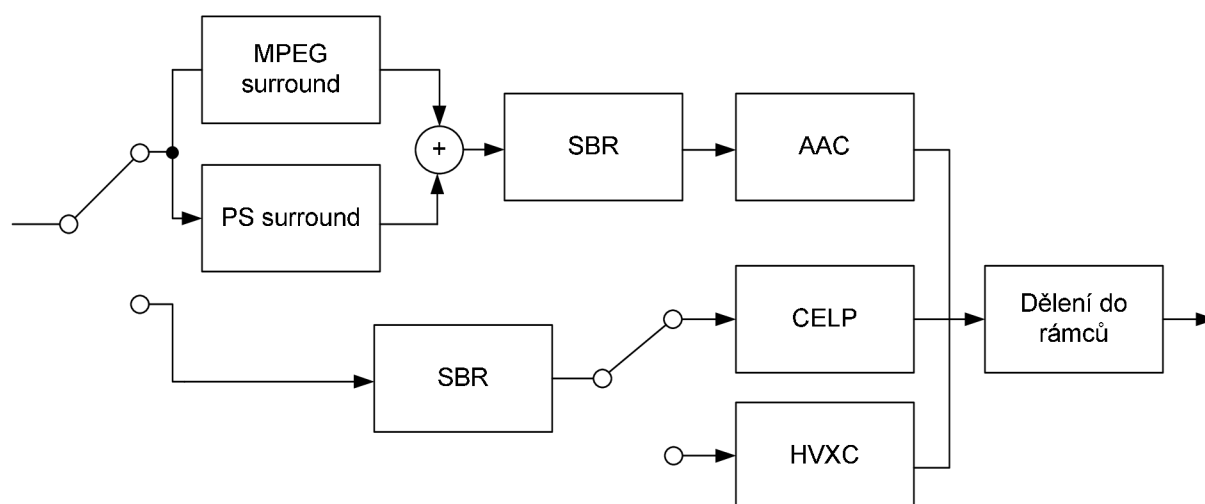 MPEG
surround
+
SBR
AAC
PS surround
CELP
Dělení do
rámců
SBR
HVXC